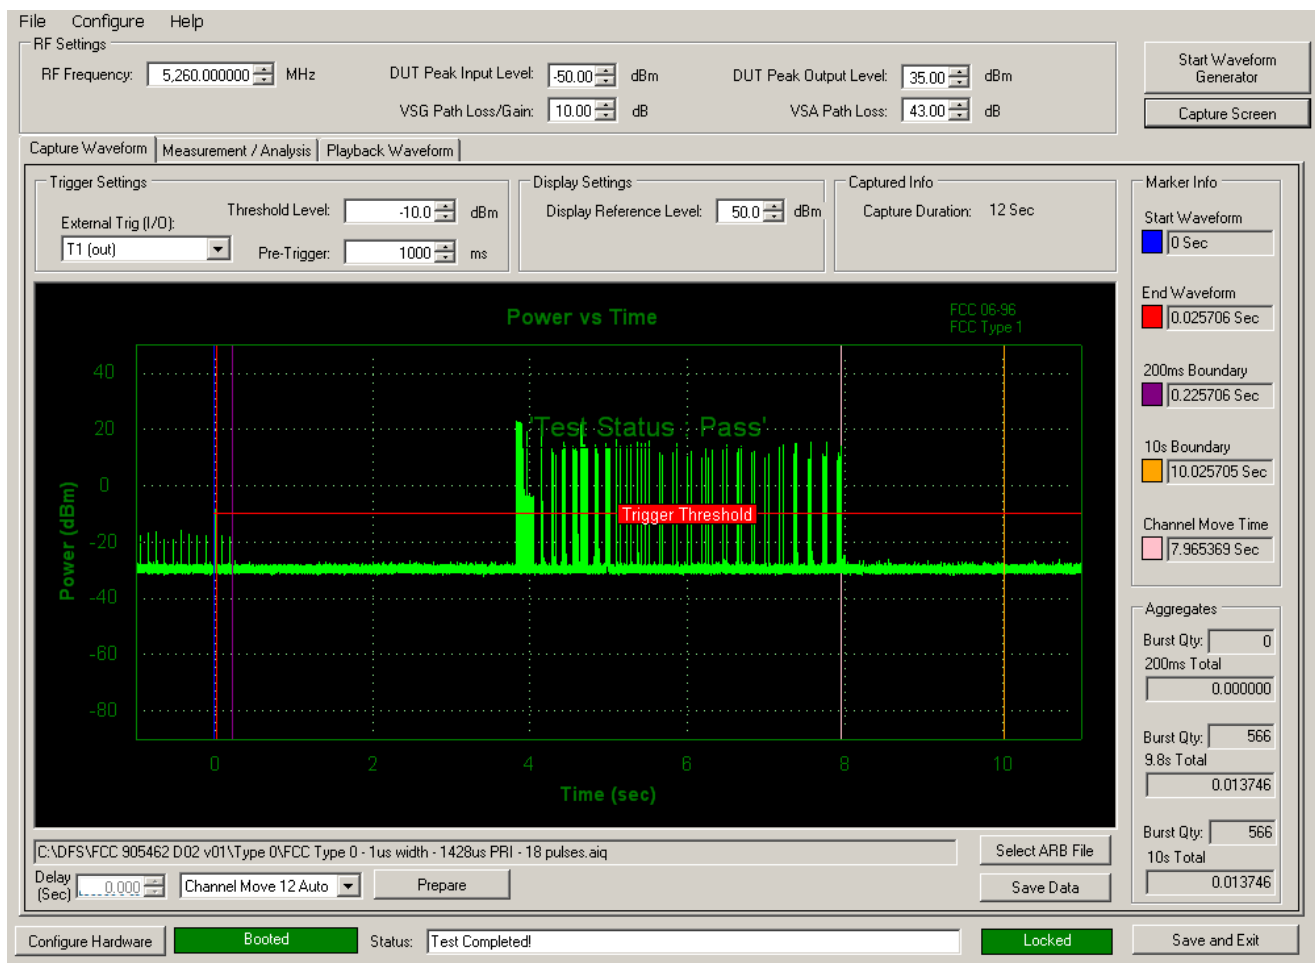 File Configure Help
RF Settings
RF Frequency: 5,260.000000 MHz
DUT Peak Input Level: -50.00 dBm
DUT Peak Output Level: 35.00 dBm
VSG Path Loss/Gain: 10.00 dB
VSA Path Loss: 43.00 dB
Start Waveform
Generator
Capture Screen
Capture Waveform Measurement / Analysis Playback Waveform
Trigger Settings
External Trig (I/O):
T1 (out)
Threshold Level: -10.0 dBm
Pre-Trigger: 1000 ms
Display Settings
Display Reference Level: 50.0 dBm
Captured Info
Capture Duration: 12 Sec
Marker Info
Start Waveform
0 Sec
End Waveform
0.025706 Sec
200ms Boundary
0.225706 Sec
10s Boundary
10.025705 Sec
Channel Move Time
7.965369 Sec
Power vs Time
FCC 06-96
FCC Type 1
'Test Status : Pass'
Trigger Threshold
Power (dBm)
40
20
0
-20
-40
-60
-80
0 2 4 6 8 10
Time (sec)
Aggregates
Burst Qty: 0
200ms Total
0.000000
Burst Qty: 566
9.8s Total
0.013746
Burst Qty: 566
10s Total
0.013746
C:\DFS\FCC 905462 D02 v01\Type 0\FCC Type 0 - 1us width - 1428us PRI - 18 pulses.aiq
Select ARB File
Delay
(Sec) 0.000 Channel Move 12 Auto Prepare
Save Data
Configure Hardware Booted Status: Test Completed! Locked Save and Exit